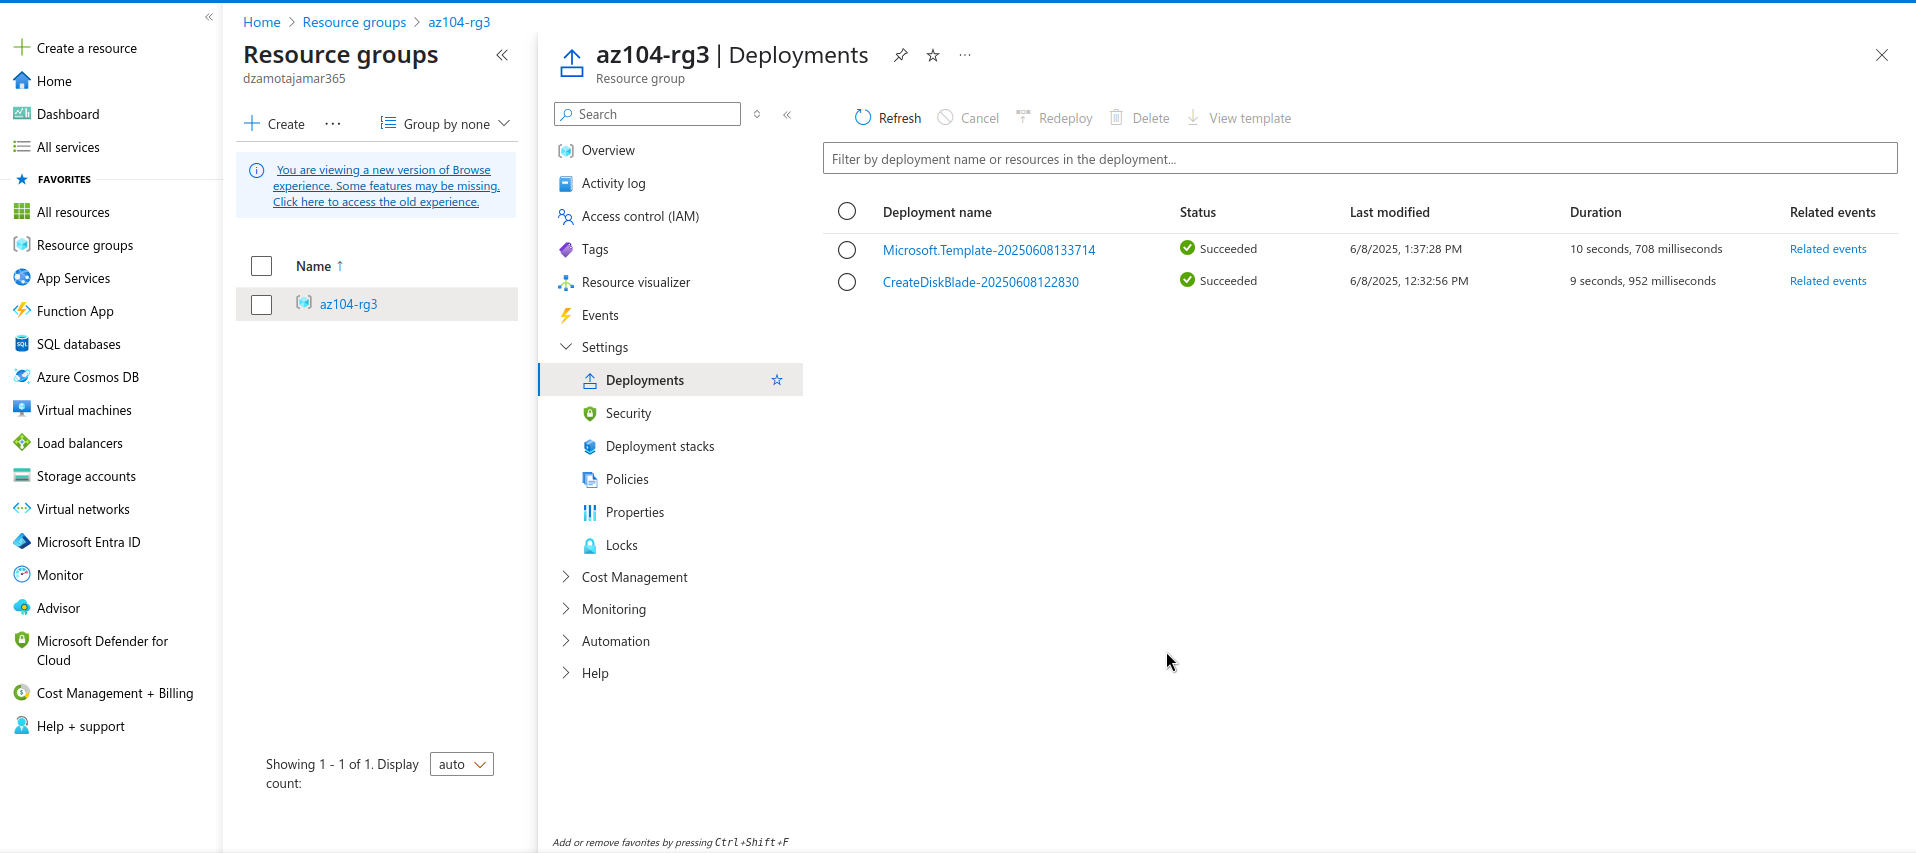 Create a resource
Home
Dashboard
All services
FAVORITES
All resources
Resource groups
App Services
Function App
SQL databases
Azure Cosmos DB
Virtual machines
Load balancers
Storage accounts
Virtual networks
Microsoft Entra ID
Monitor
Advisor
Microsoft Defender for
Cloud
Cost Management + Billing
Help + support
Home > Resource groups > az104-rg3
Resource groups
dzamotajamar365
Create
Group by none
You are viewing a new version of Browse
experience. Some features may be missing.
Click here to access the old experience.
Name ↑
az104-rg3
Showing 1 - 1 of 1. Display
count:
auto
az104-rg3 | Deployments
Resource group
Search
Overview
Activity log
Access control (IAM)
Tags
Resource visualizer
Events
Settings
Deployments
Security
Deployment stacks
Policies
Properties
Locks
Cost Management
Monitoring
Automation
Help
Add or remove favorites by pressing Ctrl+Shift+F
Refresh Cancel Redeploy Delete View template
Filter by deployment name or resources in the deployment...
Deployment name Status Last modified Duration Related events
Microsoft.Template-20250608133714 Succeeded 6/8/2025, 1:37:28 PM 10 seconds, 708 milliseconds Related events
CreateDiskBlade-20250608122830 Succeeded 6/8/2025, 12:32:56 PM 9 seconds, 952 milliseconds Related events